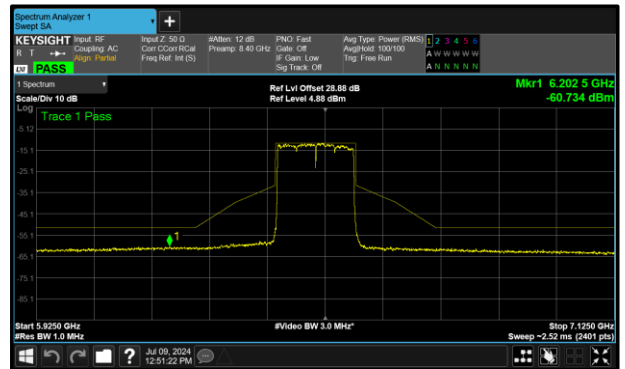 Spectrum Analyzer 1
Swept SA
KEYSIGHT Input: RF
R T Coupling: AC
Align: Partial
LXI PASS
Input Z: 50 Ω
Corr CCorr RCal
Freq Ref: Int (S)
#Atten: 12 dB
Preamp: 8.40 GHz
PNO: Fast
Gate: Off
IF Gain: Low
Sig Track: Off
Avg Type: Power (RMS)
Avg|Hold: 100/100
Trig: Free Run
1 2 3 4 5 6
A W W W W W
A N N N N N
1 Spectrum
Scale/Div 10 dB
Log
Ref Lvl Offset 28.88 dB
Ref Level 4.88 dBm
Mkr1 6.202 5 GHz
-60.734 dBm
Trace 1 Pass
-5.12
-15.1
-25.1
-35.1
-45.1
-55.1
-65.1
-75.1
-85.1
1
Start 5.9250 GHz
#Res BW 1.0 MHz
#Video BW 3.0 MHz*
Stop 7.1250 GHz
Sweep ~2.52 ms (2401 pts)
?
Jul 09, 2024
12:51:22 PM